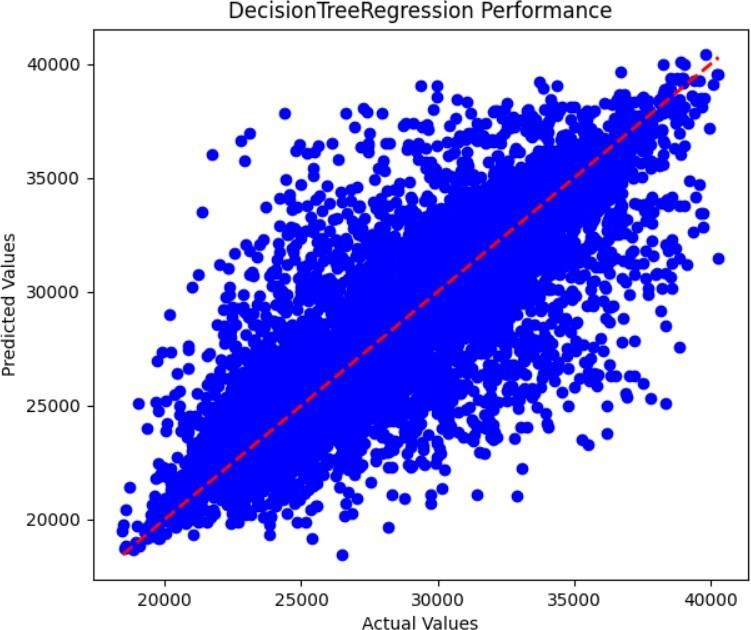 DecisionTreeRegression Performance
40000
35000
30000
25000
20000
Predicted Values
20000 25000 30000 35000 40000
Actual Values